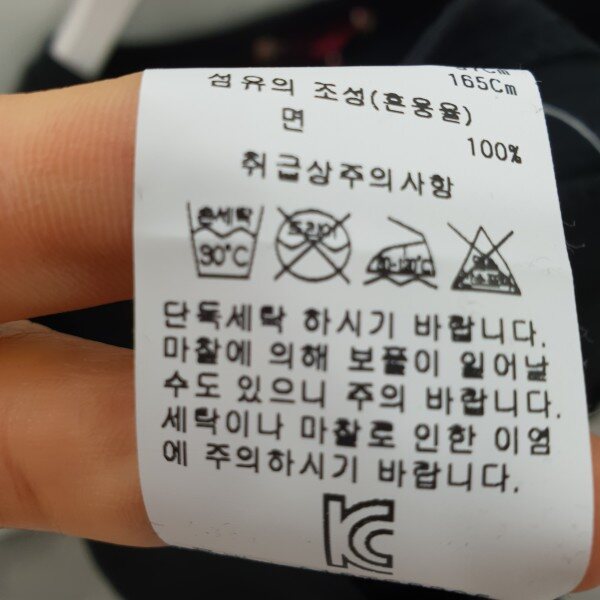 165Cm
섬유의 조성(혼용율)
면 100%
취급상주의사항
손세탁
30°C
드라이
단독세탁 하시기 바랍니다.
마찰에 의해 보풀이 일어날
수도 있으니 주의 바랍니다.
세탁이나 마찰로 인한 이염
에 주의하시기 바랍니다.